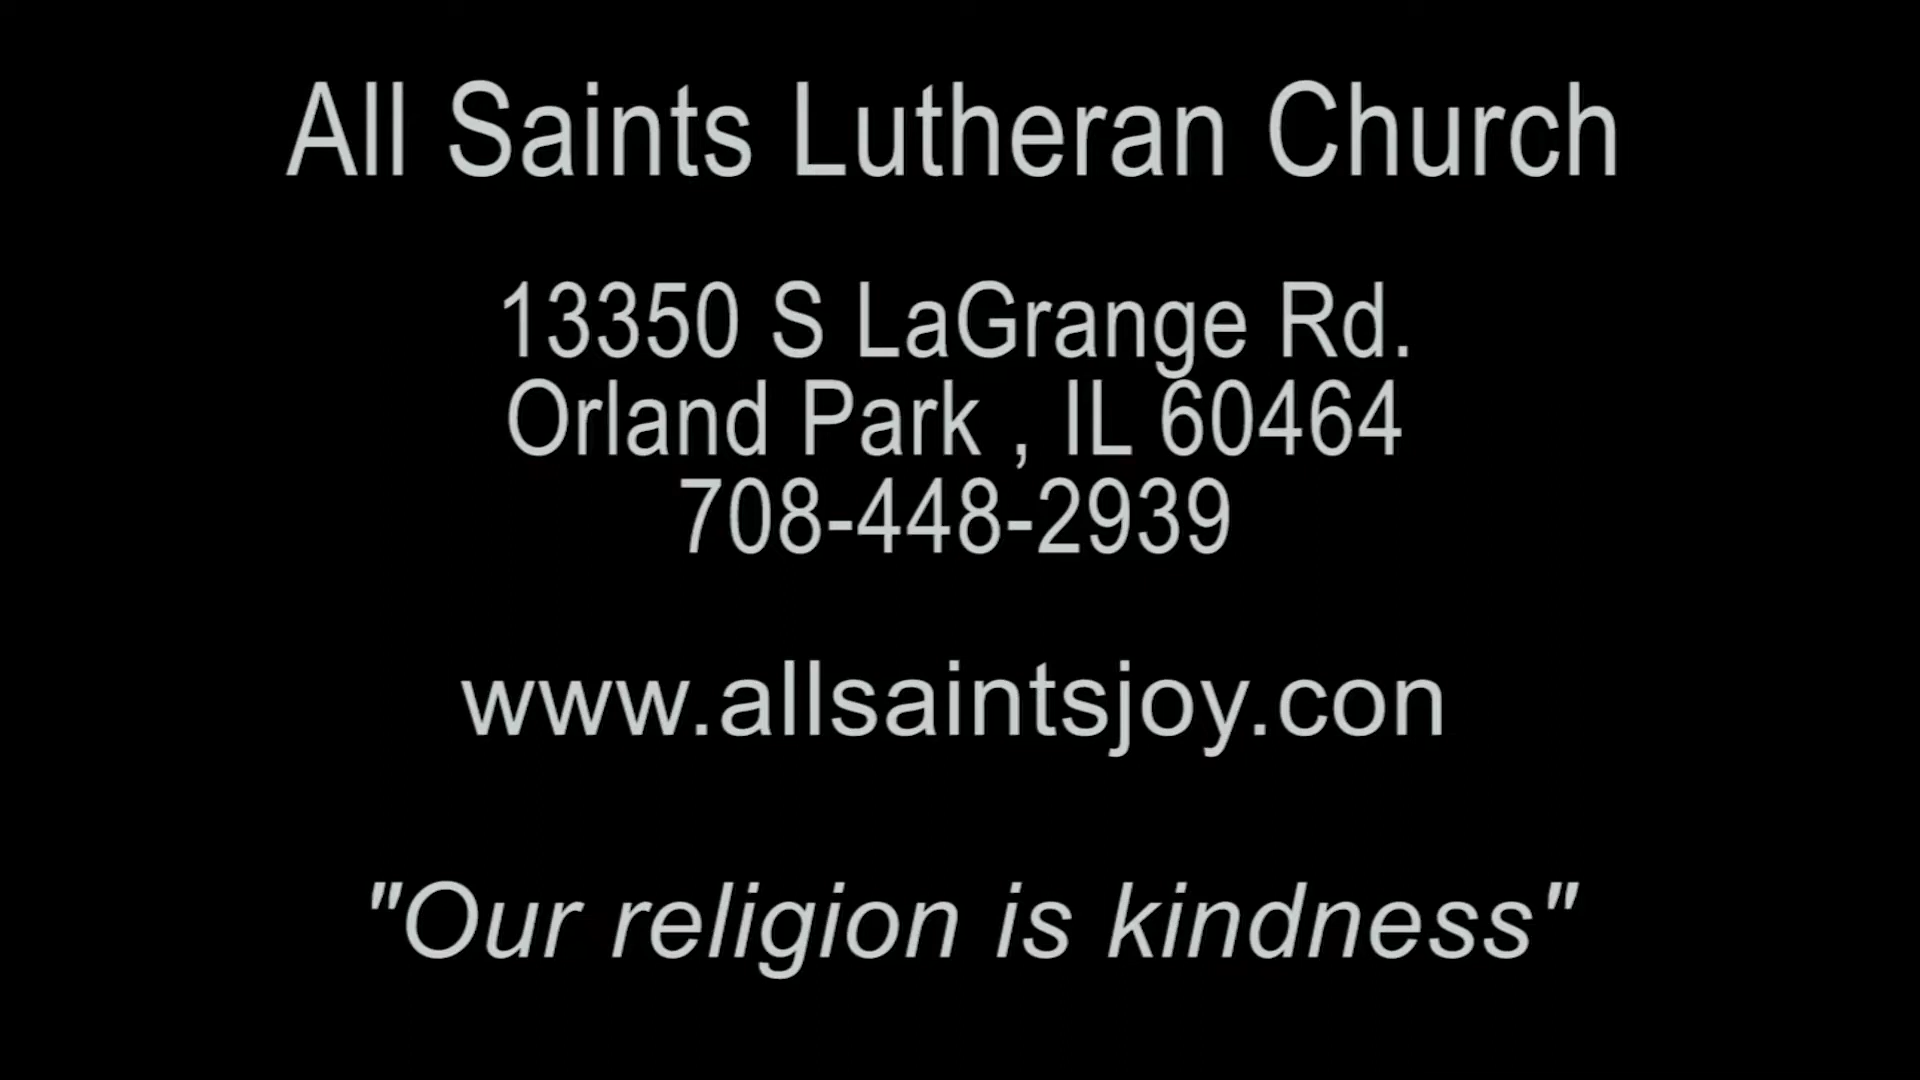 All Saints Lutheran Church
13350 S LaGrange Rd.
Orland Park , IL 60464
708-448-2939
www.allsaintsjoy.con
"Our religion is kindness"